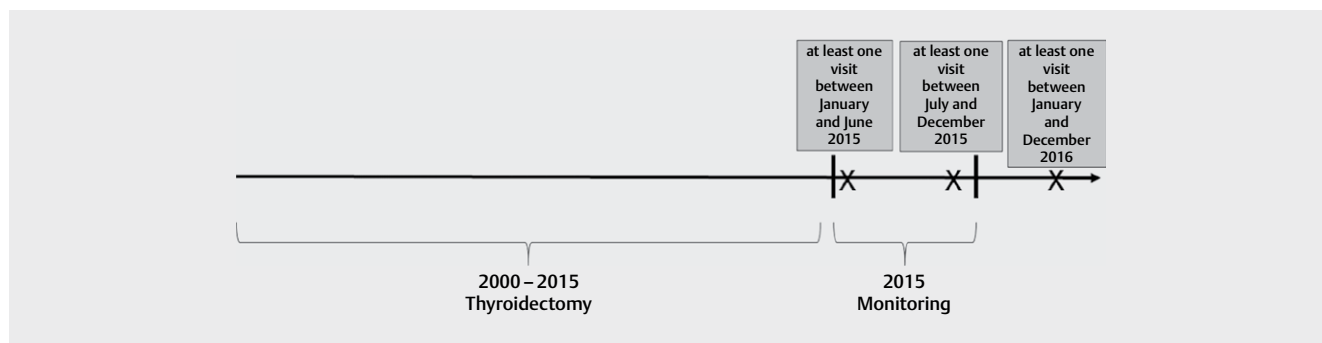 at least one
visit
between
January
and June
2015
at least one
visit
between
July and
December
2015
at least one
visit
between
January
and
December
2016
X
X
X
2000 – 2015
Thyroidectomy
2015
Monitoring